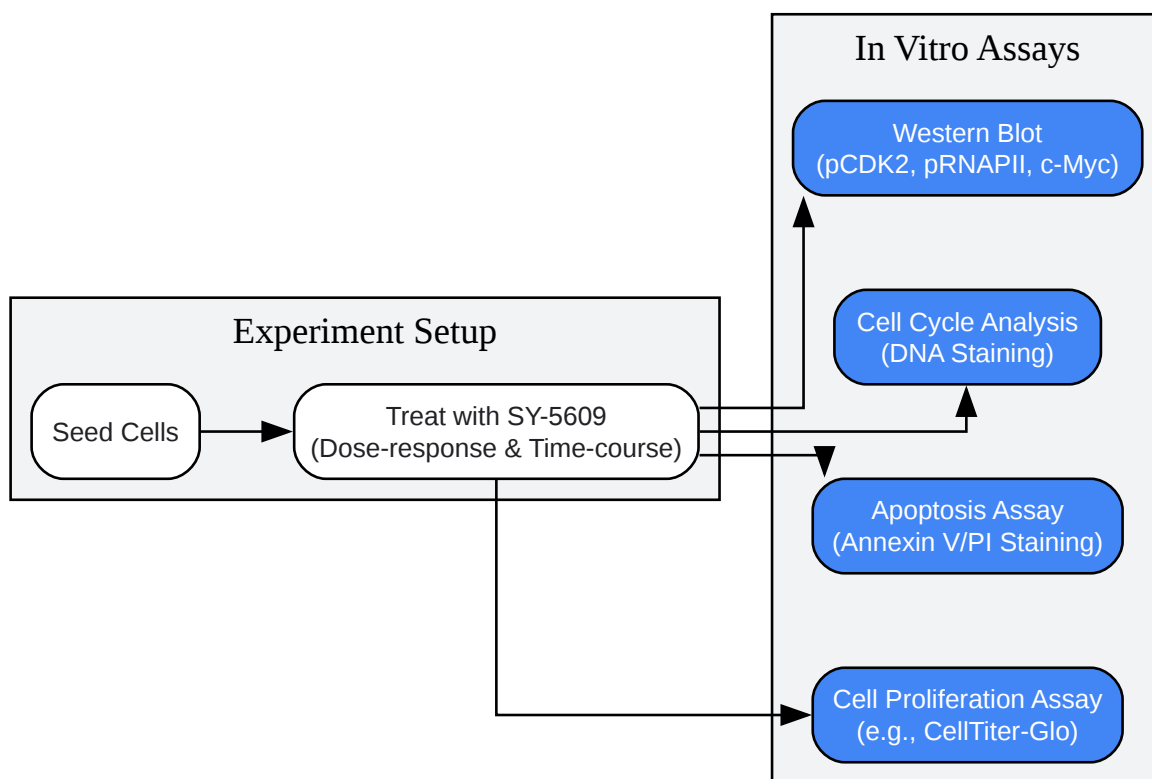 In Vitro Assays
Western Blot
(pCDK2, pRNAPII, c-Myc)
Cell Cycle Analysis
(DNA Staining)
Experiment Setup
Seed Cells
Treat with SY-5609
(Dose-response & Time-course)
Apoptosis Assay
(Annexin V/PI Staining)
Cell Proliferation Assay
(e.g., CellTiter-Glo)